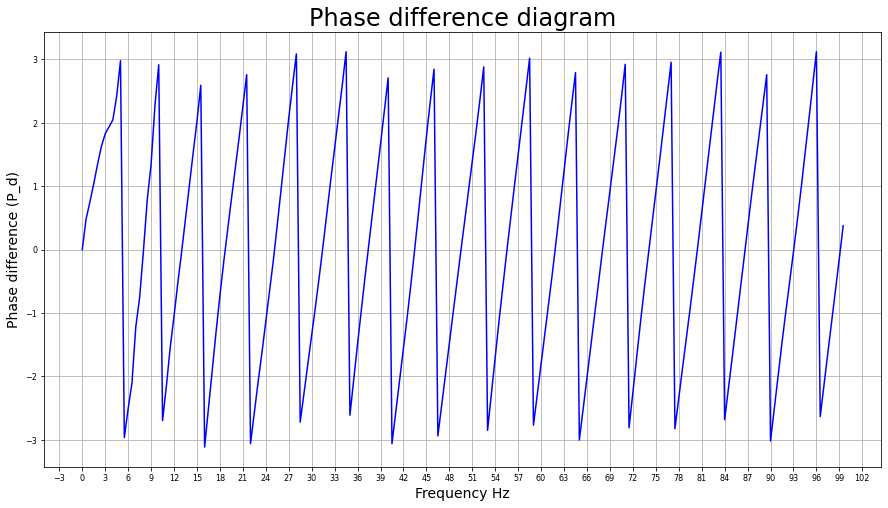 Phase difference diagram
Phase difference (P_d)
3
2
1
0
−1
−2
−3
−3 0 3 6 9 12 15 18 21 24 27 30 33 36 39 42 45 48 51 54 57 60 63 66 69 72 75 78 81 84 87 90 93 96 99 102
Frequency Hz